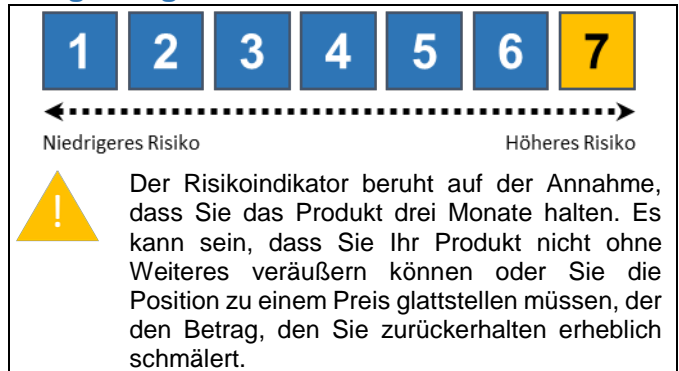 1 2 3 4 5 6 7
Niedrigeres Risiko Höheres Risiko
! Der Risikoindikator beruht auf der Annahme,
dass Sie das Produkt drei Monate halten. Es
kann sein, dass Sie Ihr Produkt nicht ohne
Weiteres veräußern können oder Sie die
Position zu einem Preis glattstellen müssen, der
den Betrag, den Sie zurückerhalten erheblich
schmälert.